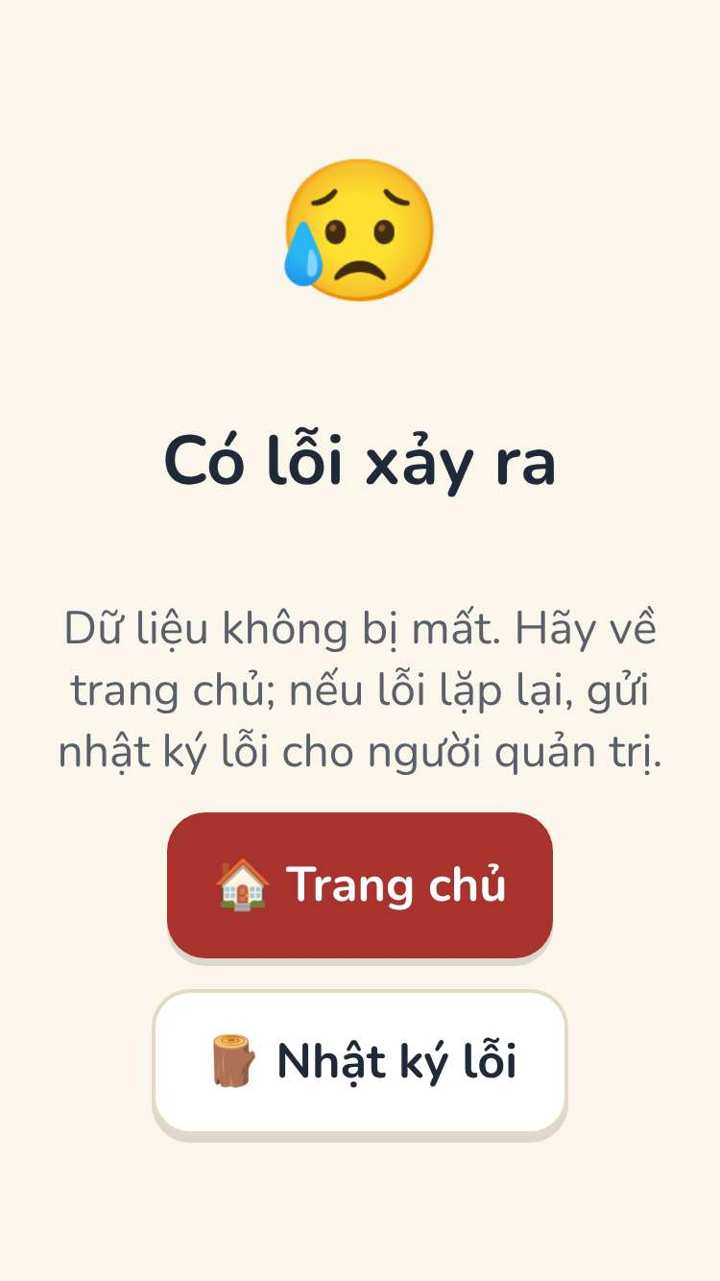 Có lỗi xảy ra
Dữ liệu không bị mất. Hãy về
trang chủ; nếu lỗi lặp lại, gửi
nhật ký lỗi cho người quản trị.
Trang chủ
Nhật ký lỗi